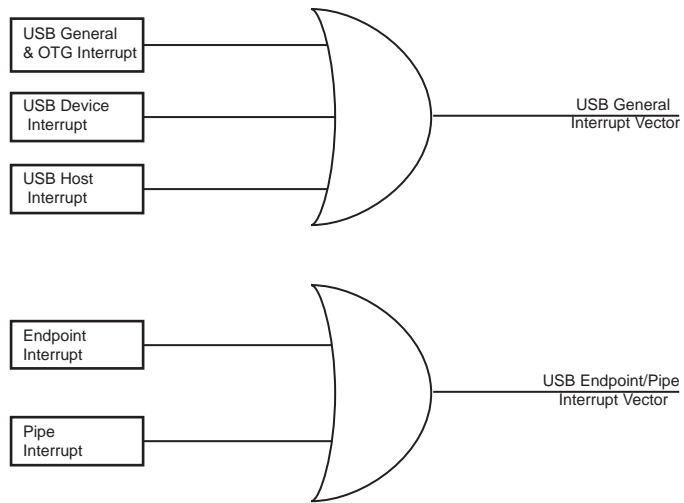 USB General
& OTG Interrupt
USB Device
Interrupt
USB Host
Interrupt
USB General
Interrupt Vector
Endpoint
Interrupt
Pipe
Interrupt
USB Endpoint/Pipe
Interrupt Vector